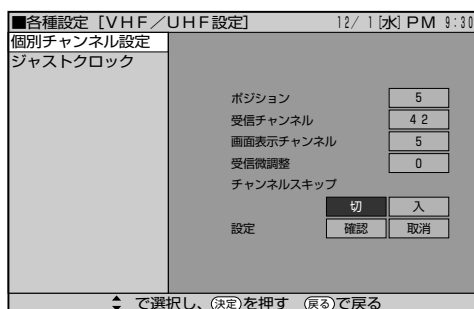 ■各種設定 [VHF／UHF設定] 12/ 1[水] PM 9:30
個別チャンネル設定
ジャストクロック
ポジション 5
受信チャンネル 42
画面表示チャンネル 5
受信微調整 0
チャンネルスキップ
切 入
設定 確認 取消
で選択し、決定を押す 戻るで戻る